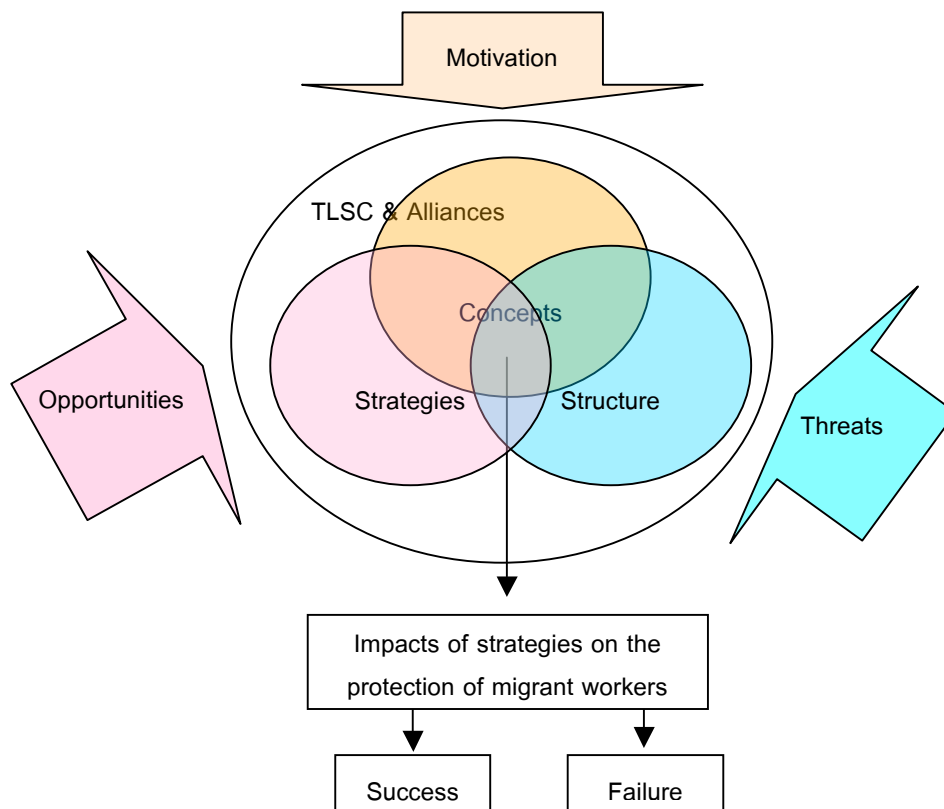 Motivation
TLSC & Alliances
Concepts
Opportunities
Strategies
Structure
Threats
Impacts of strategies on the
protection of migrant workers
Success
Failure